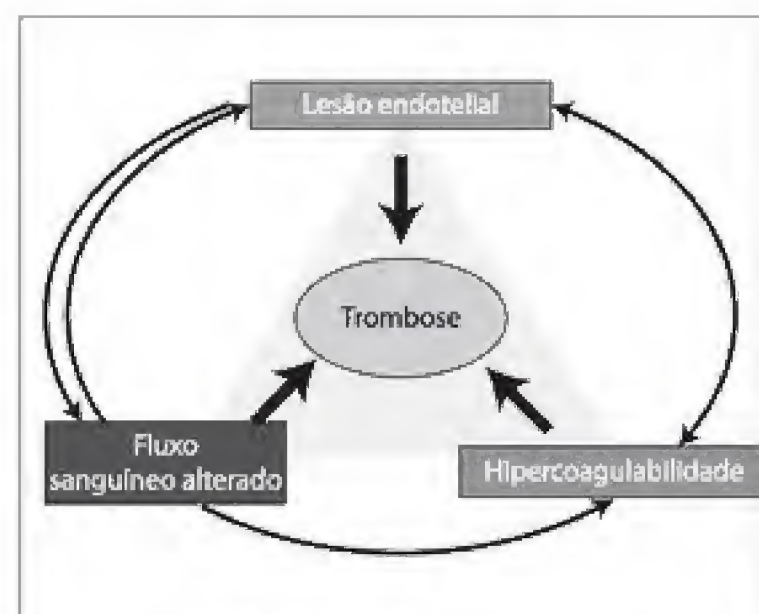 Lesão endotelial
Trombose
Fluxo
sanguíneo alterado
Hipercoagulabilidade